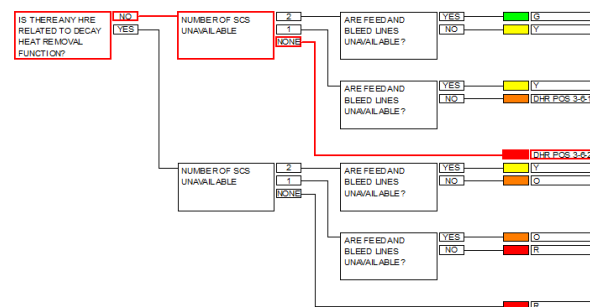 IS THERE ANY HRE
RELATED TO DECAY
HEAT REMOVAL
FUNCTION?
NO
YES
NUMBER OF SCS
UNAVAILABLE
2
1
NONE
ARE FEED AND
BLEED LINES
UNAVAILABLE?
YES
NO
G
Y
ARE FEED AND
BLEED LINES
UNAVAILABLE?
YES
NO
Y
DHR POS 3-6-1
DHR POS 3-6-2
NUMBER OF SCS
UNAVAILABLE
2
1
NONE
ARE FEED AND
BLEED LINES
UNAVAILABLE?
YES
NO
Y
O
ARE FEED AND
BLEED LINES
UNAVAILABLE?
YES
NO
O
R
R